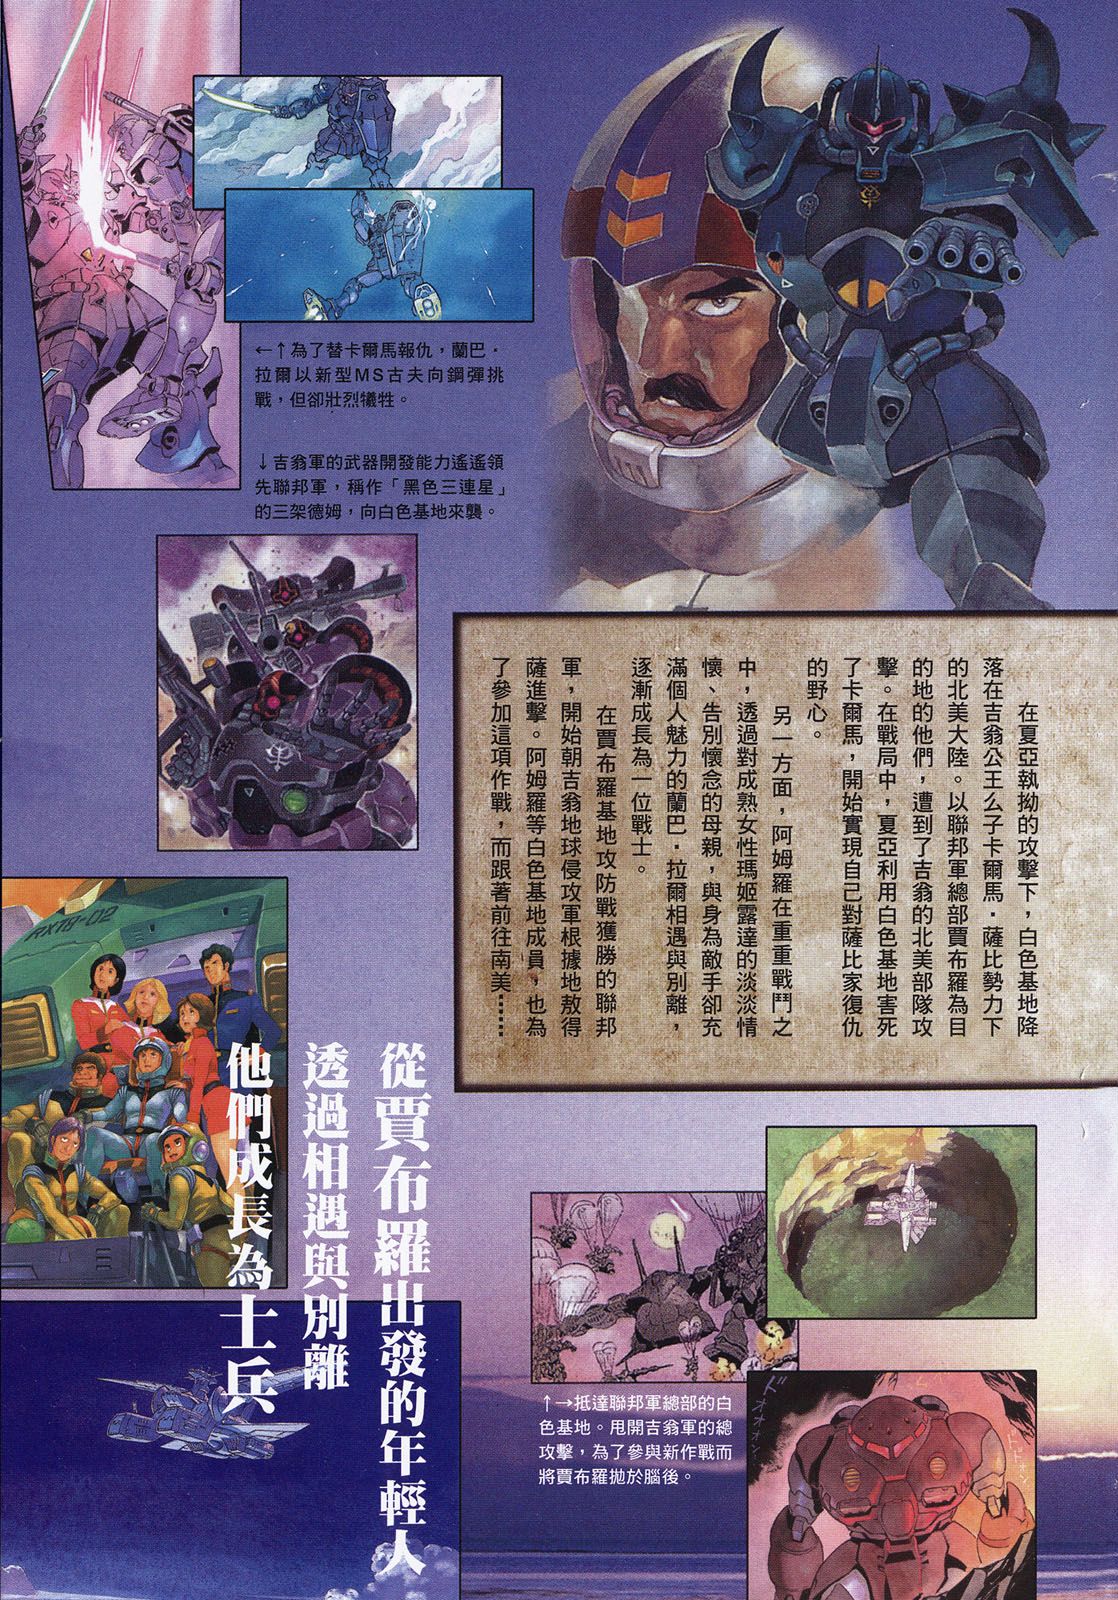 ←↑為了替卡爾馬報仇，蘭巴．
拉爾以新型MS古夫向鋼彈挑
戰，但卻壯烈犧牲。
↓吉翁軍的武器開發能力遙遙領
先聯邦軍，稱作「黑色三連星」
的三架德姆，向白色基地來襲。
在夏亞執拗的攻擊下，白色基地降
落在吉翁公王么子卡爾馬．薩比勢力下
的北美大陸。以聯邦軍總部賈布羅為目
的地的他們，遭到了吉翁的北美部隊攻
擊。在戰局中，夏亞利用白色基地害死
了卡爾馬，開始實現自己對薩比家復仇
的野心。
另一方面，阿姆羅在重重戰鬥之
中，透過對成熟女性瑪姬露達的淡淡情
懷、告別懷念的母親，與身為敵手卻充
滿個人魅力的蘭巴．拉爾相遇與別離，
逐漸成長為一位戰士。
在賈布羅基地攻防戰獲勝的聯邦
軍，開始朝吉翁地球侵攻軍根據地敖得
薩進擊。阿姆羅等白色基地成員，也為
了參加這項作戰，而跟著前往南美……
RX78-02
從賈布羅出發的年輕人
透過相遇與別離
他們成長為士兵
↑→抵達聯邦軍總部的白
色基地。甩開吉翁軍的總
攻擊，為了參與新作戰而
將賈布羅拋於腦後。
ドオオオン
ドドォン